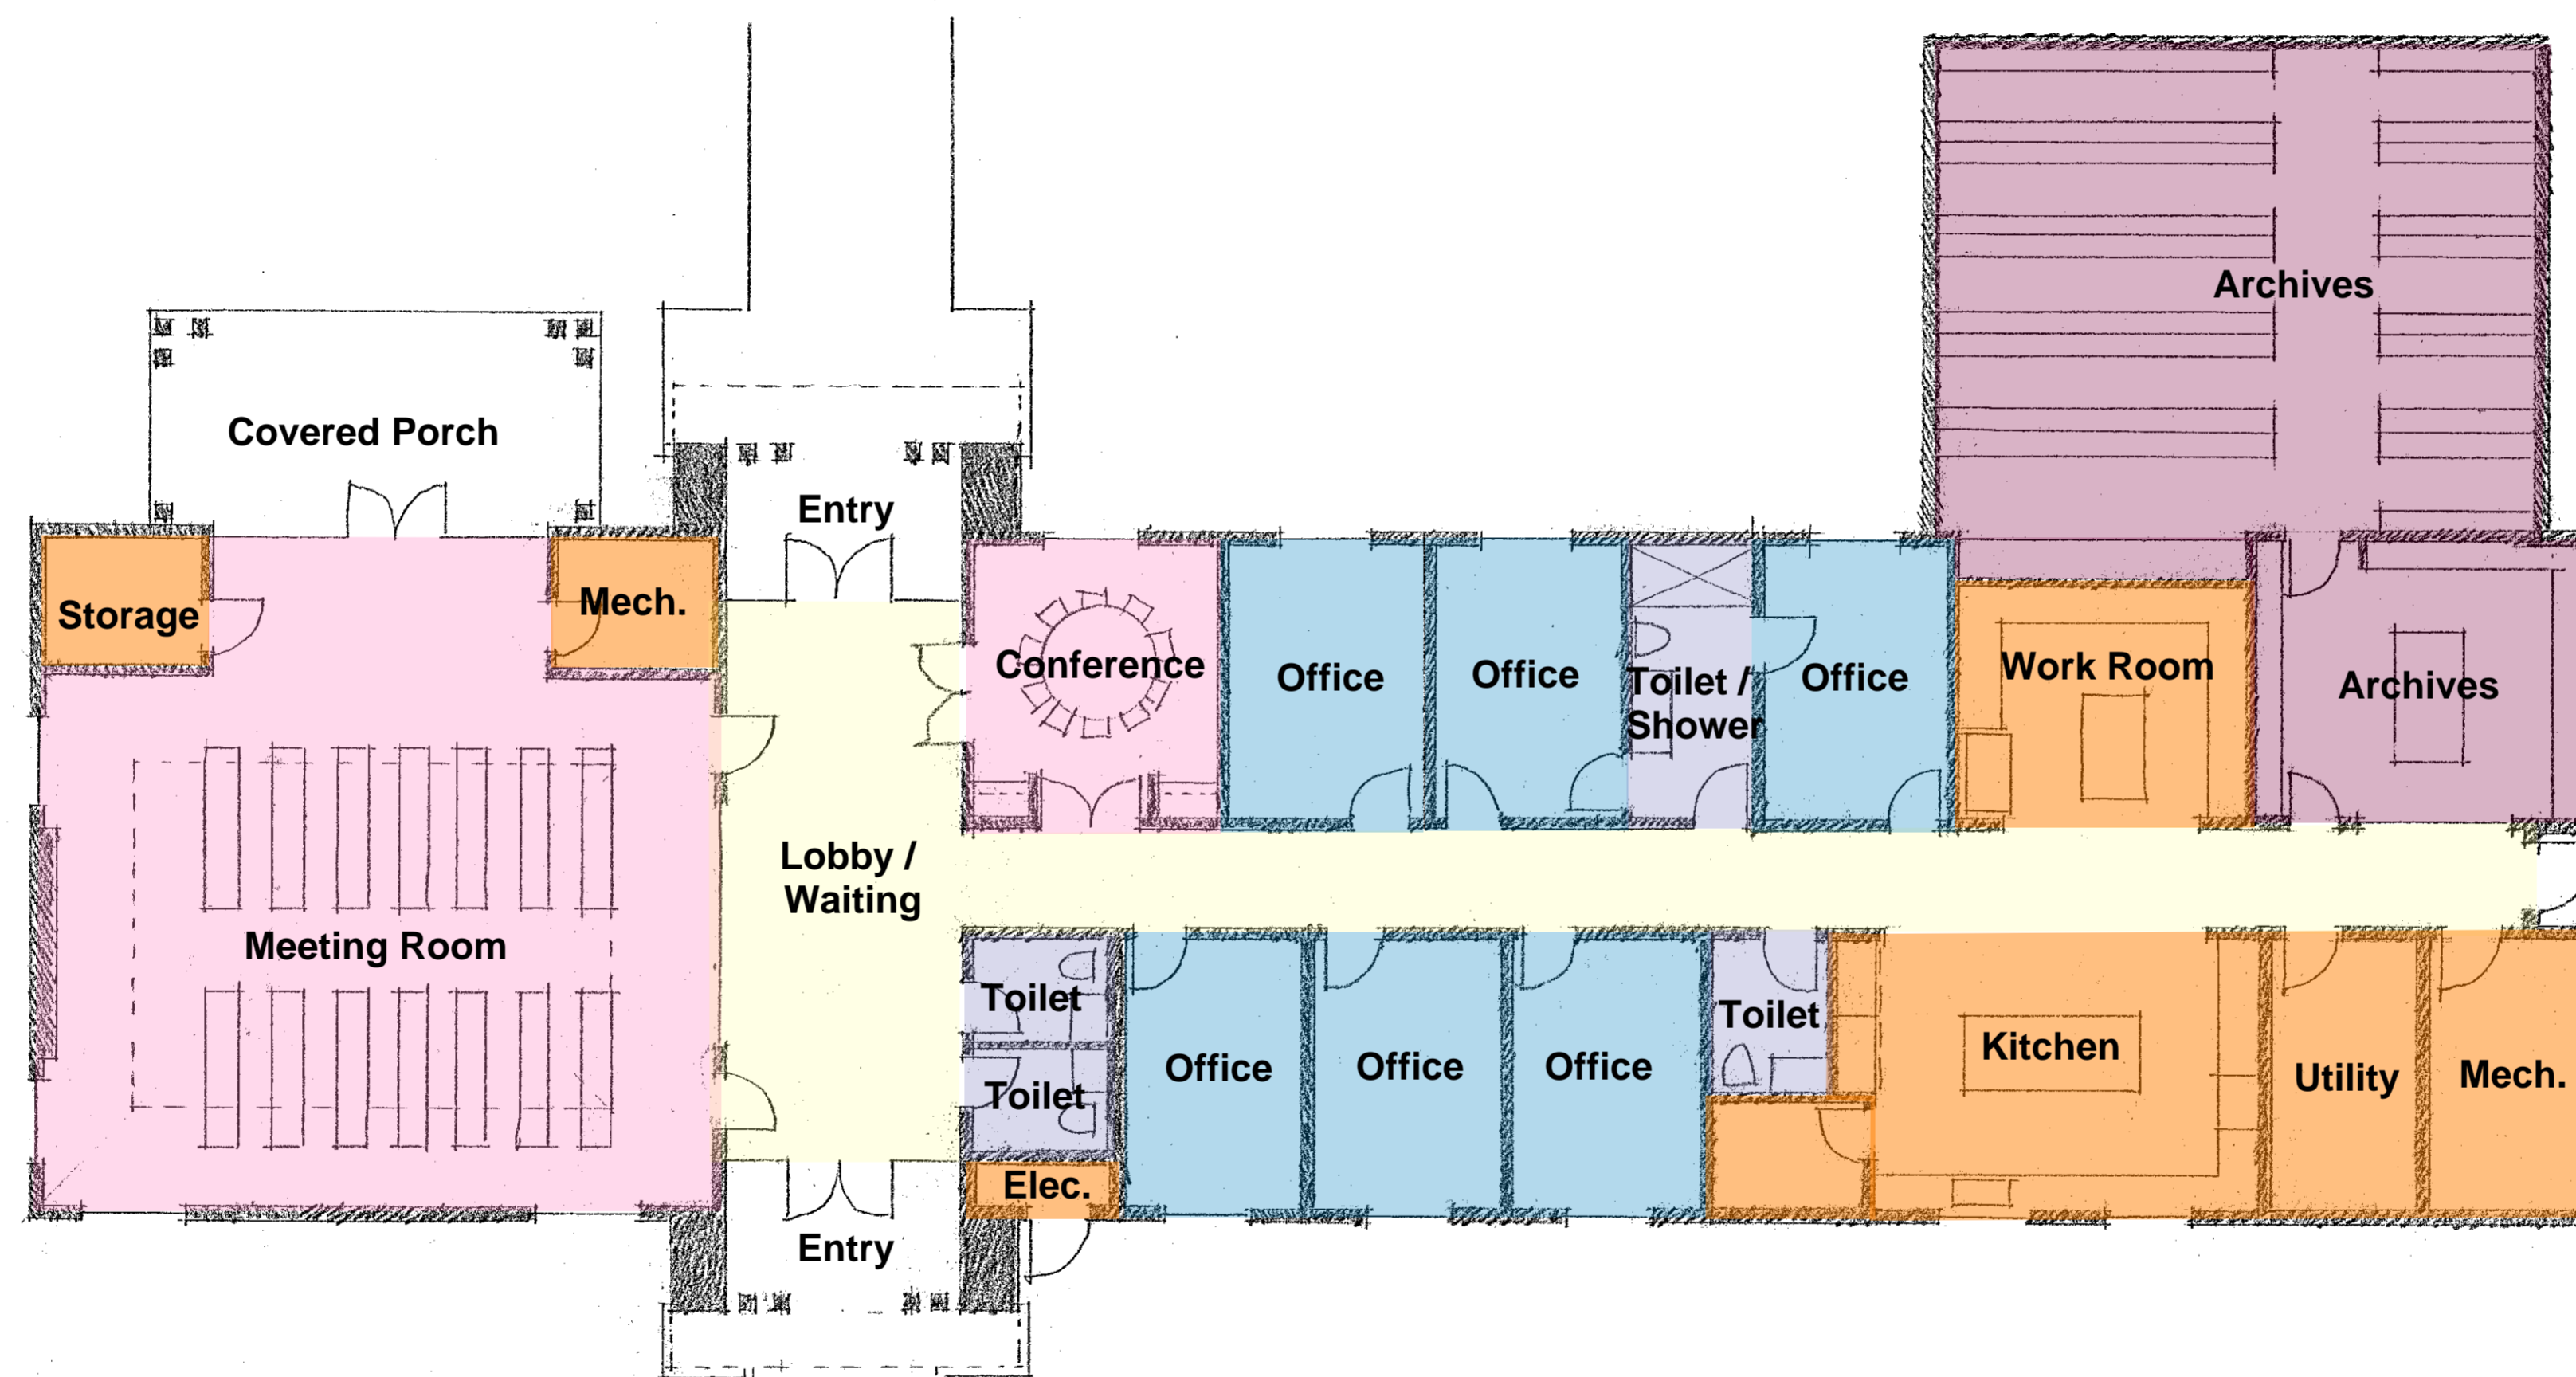 Archives
Covered Porch
Entry
Storage
Mech.
Conference
Office
Office
Toilet /
Shower
Office
Work Room
Archives
Lobby /
Waiting
Meeting Room
Toilet
Toilet
Elec.
Office
Office
Office
Toilet
Kitchen
Utility
Mech.
Entry